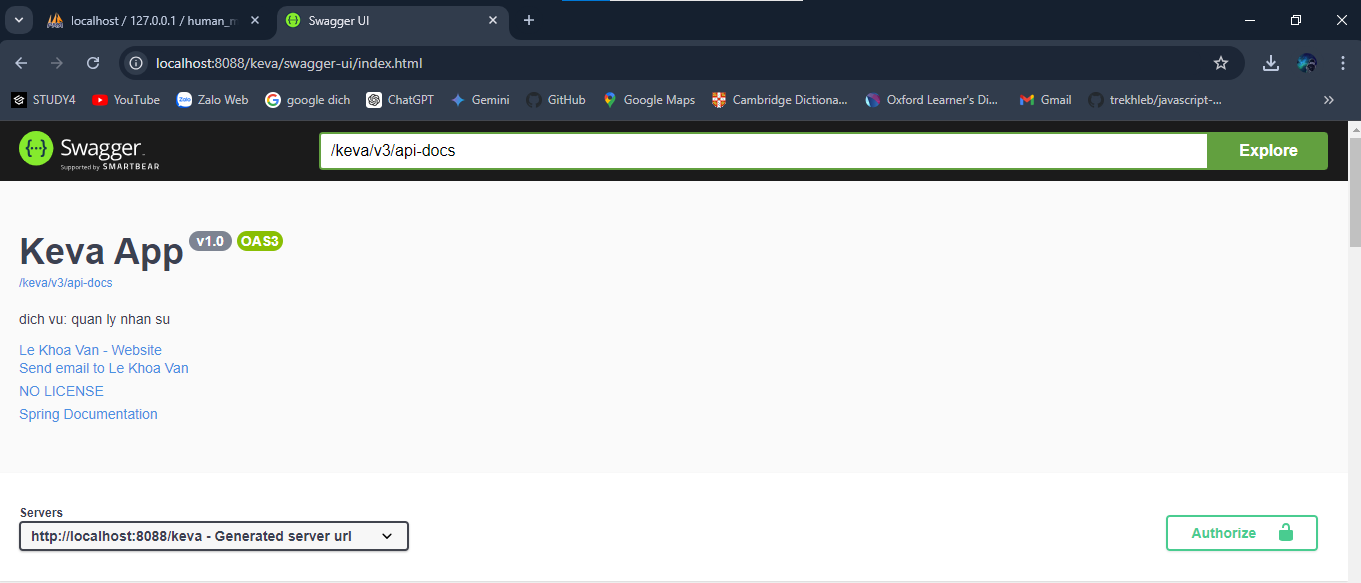 localhost / 127.0.0.1 / human_m
Swagger UI
localhost:8088/keva/swagger-ui/index.html
STUDY4
YouTube
Zalo Web
google dich
ChatGPT
Gemini
GitHub
Google Maps
Cambridge Dictiona...
Oxford Learner's Di...
Gmail
trekhleb/javascript-...
Swagger
Supported by SMARTBEAR
/keva/v3/api-docs
Explore
Keva App v1.0 OAS3
/keva/v3/api-docs
dich vu: quan ly nhan su
Le Khoa Van - Website
Send email to Le Khoa Van
NO LICENSE
Spring Documentation
Servers
http://localhost:8088/keva - Generated server url
Authorize